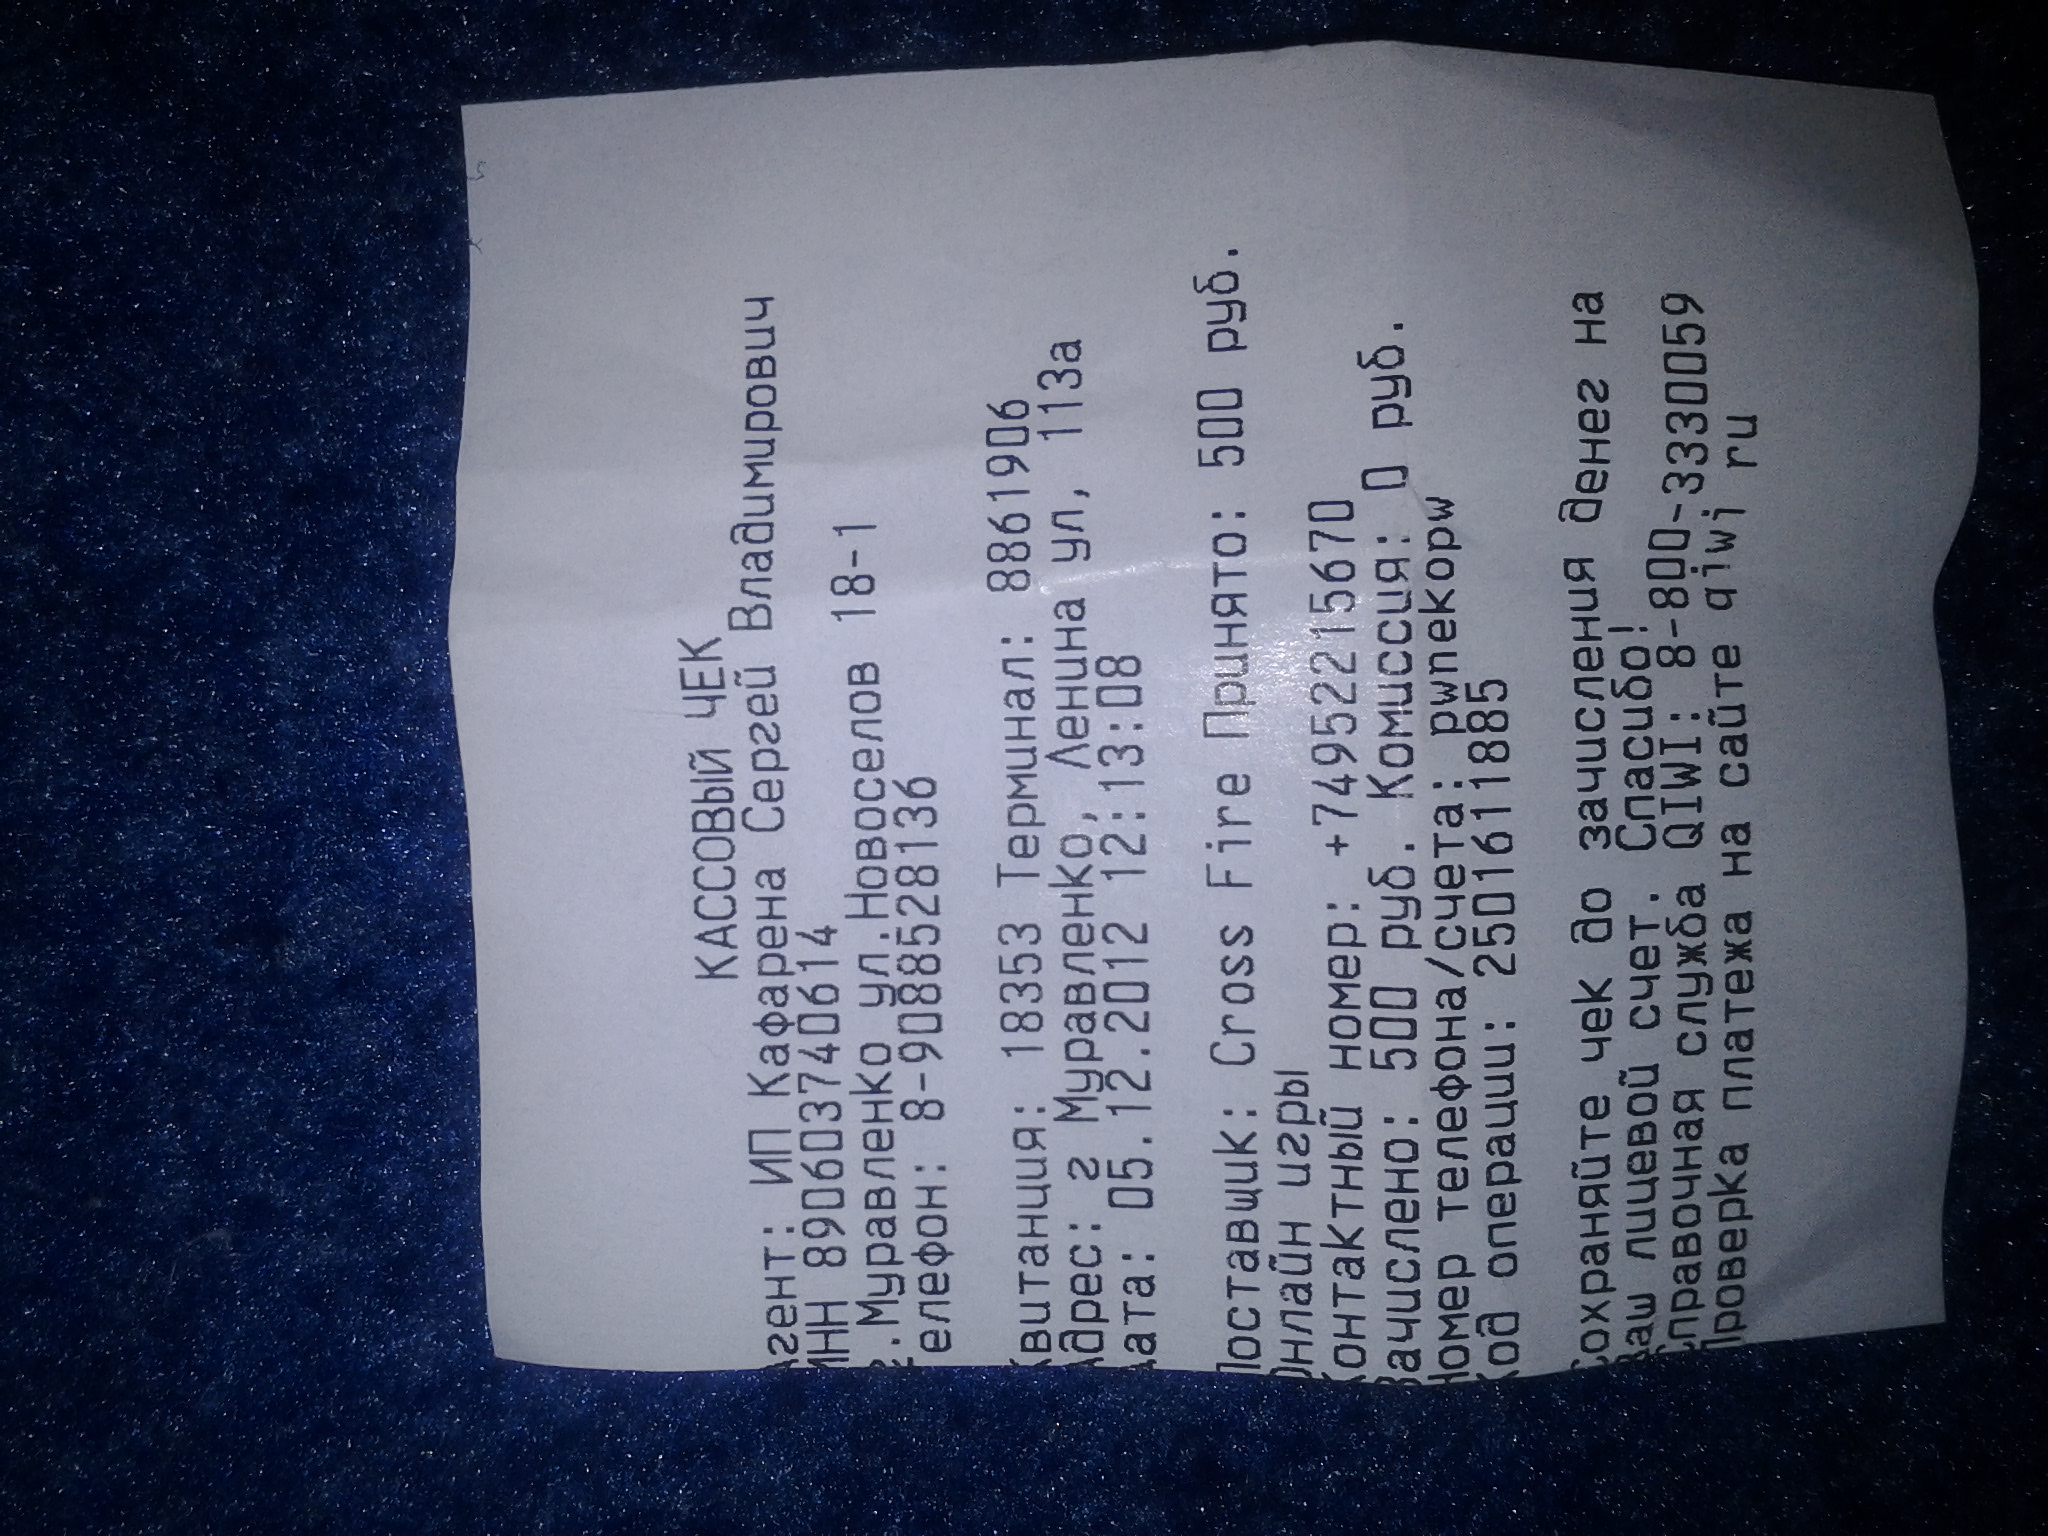 КАССОВЫЙ ЧЕК
Агент: ИП Кафарена Сергей Владимирович
ИНН 890603740614
г.Муравленко ул.Новоселов 18-1
елефон: 8-9088528136
Квитанция: 18353 Терминал: 8861906
Адрес: г Муравленко, Ленина ул, 113а
Дата: 05.12.2012 12:13:08
Поставщик: Cross Fire Принято: 500 руб.
Онлайн игры
Контактный номер: +74952215670
Зачислено: 500 руб. Комиссия: 0 руб.
Номер телефона/счета: pwnekopw
Код операции: 2501611885
Сохраняйте чек до зачисления денег на
Ваш лицевой счет. Спасибо!
Справочная служба QIWI: 8-800-3330059
Проверка платежа на сайте qiwi ru